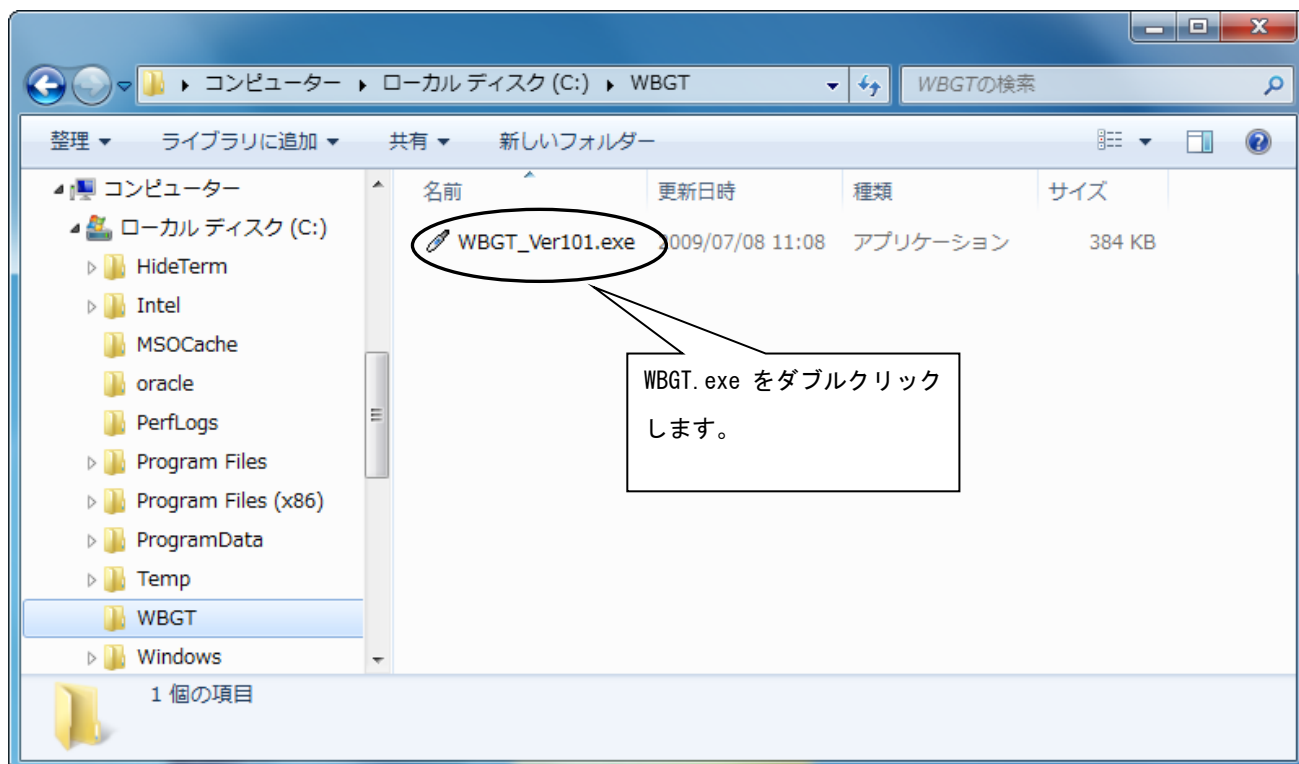 コンピューター ローカル ディスク (C:) WBGT WBGTの検索
整理 ライブラリに追加 共有 新しいフォルダー
コンピューター
ローカル ディスク (C:)
HideTerm
Intel
MSOCache
oracle
PerfLogs
Program Files
Program Files (x86)
ProgramData
Temp
WBGT
Windows
名前 更新日時 種類 サイズ
WBGT_Ver101.exe 2009/07/08 11:08 アプリケーション 384 KB
WBGT.exe をダブルクリック
します。
1 個の項目